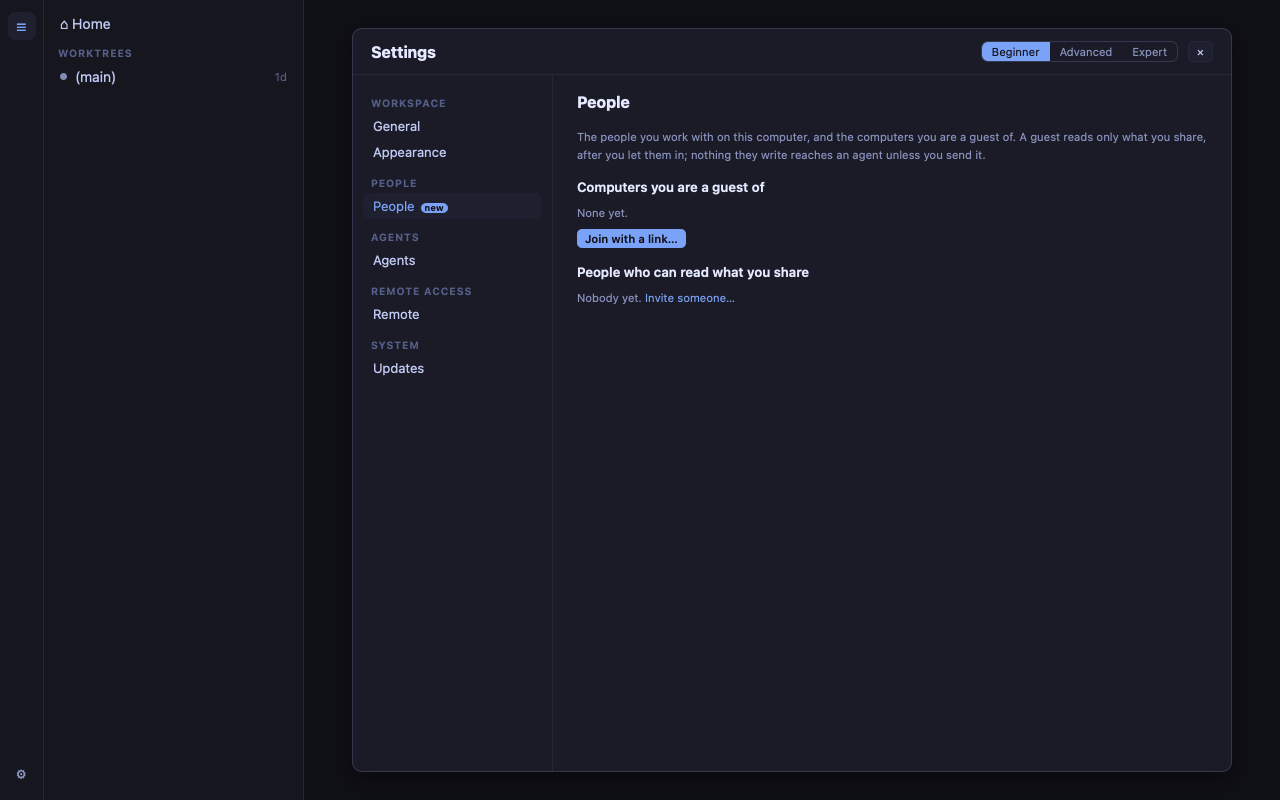 ≡
⌂ Home
WORKTREES
(main) 1d
⚙
Settings
Beginner Advanced Expert ×
WORKSPACE
General
Appearance
PEOPLE
People new
AGENTS
Agents
REMOTE ACCESS
Remote
SYSTEM
Updates
People
The people you work with on this computer, and the computers you are a guest of. A guest reads only what you share,
after you let them in; nothing they write reaches an agent unless you send it.
Computers you are a guest of
None yet.
Join with a link…
People who can read what you share
Nobody yet. Invite someone…